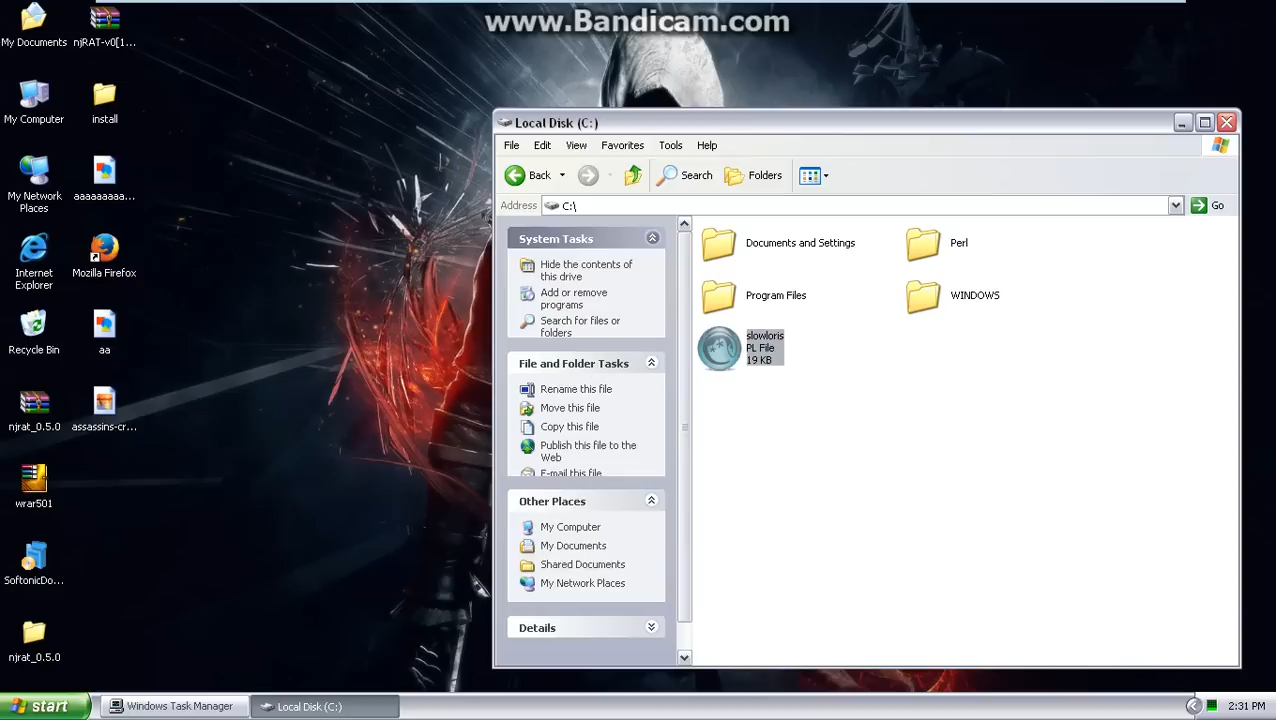 www.Bandicam.com
My Documents
njRAT-v0[1...
My Computer
install
My Network
Places
aaaaaaaaa...
Internet
Explorer
Mozilla Firefox
Recycle Bin
aa
njrat_0.5.0
assassins-cr...
wrar501
SoftonicDo...
njrat_0.5.0
Local Disk (C:)
File Edit View Favorites Tools Help
Back Search Folders
Address C:\ Go
System Tasks
Hide the contents of
this drive
Add or remove
programs
Search for files or
folders
File and Folder Tasks
Rename this file
Move this file
Copy this file
Publish this file to the
Web
E-mail this file
Other Places
My Computer
My Documents
Shared Documents
My Network Places
Details
Documents and Settings
Perl
Program Files
WINDOWS
slowloris
PL File
19 KB
start Windows Task Manager Local Disk (C:) 2:31 PM